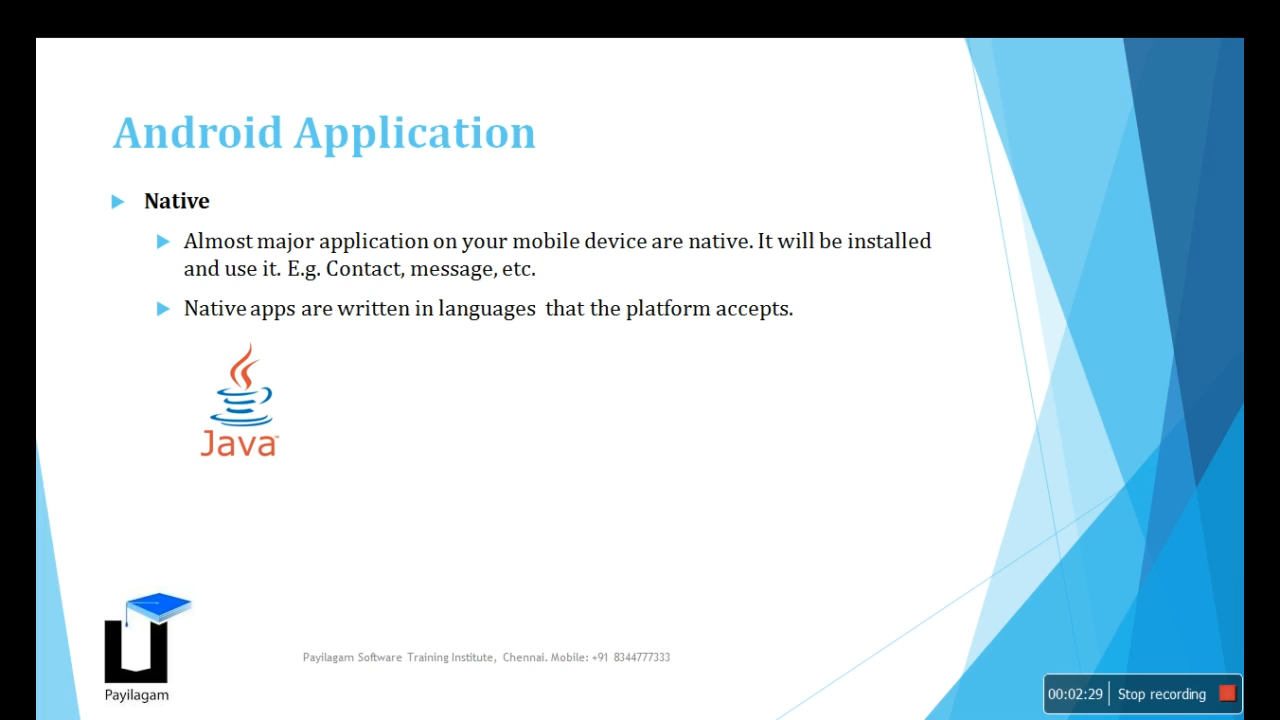 Android Application
Native
Almost major application on your mobile device are native. It will be installed
and use it. E.g. Contact, message, etc.
Native apps are written in languages that the platform accepts.
Java™
Payilagam Software Training Institute, Chennai. Mobile: +91 8344777333
Payilagam
00:02:29 Stop recording